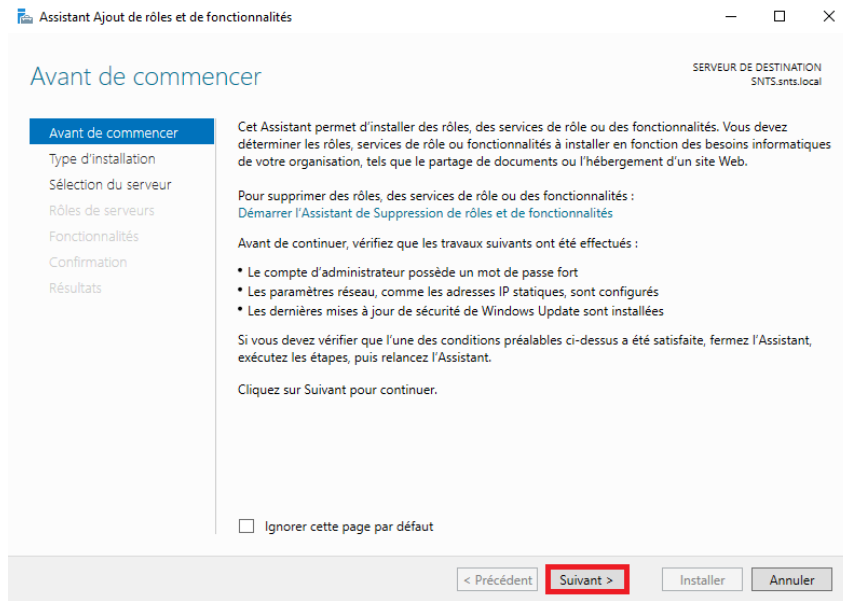 Assistant Ajout de rôles et de fonctionnalités
Avant de commencer
SERVEUR DE DESTINATION
SNTS.snts.local
Avant de commencer
Type d'installation
Sélection du serveur
Rôles de serveurs
Fonctionnalités
Confirmation
Résultats
Cet Assistant permet d'installer des rôles, des services de rôle ou des fonctionnalités. Vous devez
déterminer les rôles, services de rôle ou fonctionnalités à installer en fonction des besoins informatiques
de votre organisation, tels que le partage de documents ou l'hébergement d'un site Web.
Pour supprimer des rôles, des services de rôle ou des fonctionnalités :
Démarrer l'Assistant de Suppression de rôles et de fonctionnalités
Avant de continuer, vérifiez que les travaux suivants ont été effectués :
• Le compte d'administrateur possède un mot de passe fort
• Les paramètres réseau, comme les adresses IP statiques, sont configurés
• Les dernières mises à jour de sécurité de Windows Update sont installées
Si vous devez vérifier que l'une des conditions préalables ci-dessus a été satisfaite, fermez l'Assistant,
exécutez les étapes, puis relancez l'Assistant.
Cliquez sur Suivant pour continuer.
Ignorer cette page par défaut
< Précédent
Suivant >
Installer
Annuler